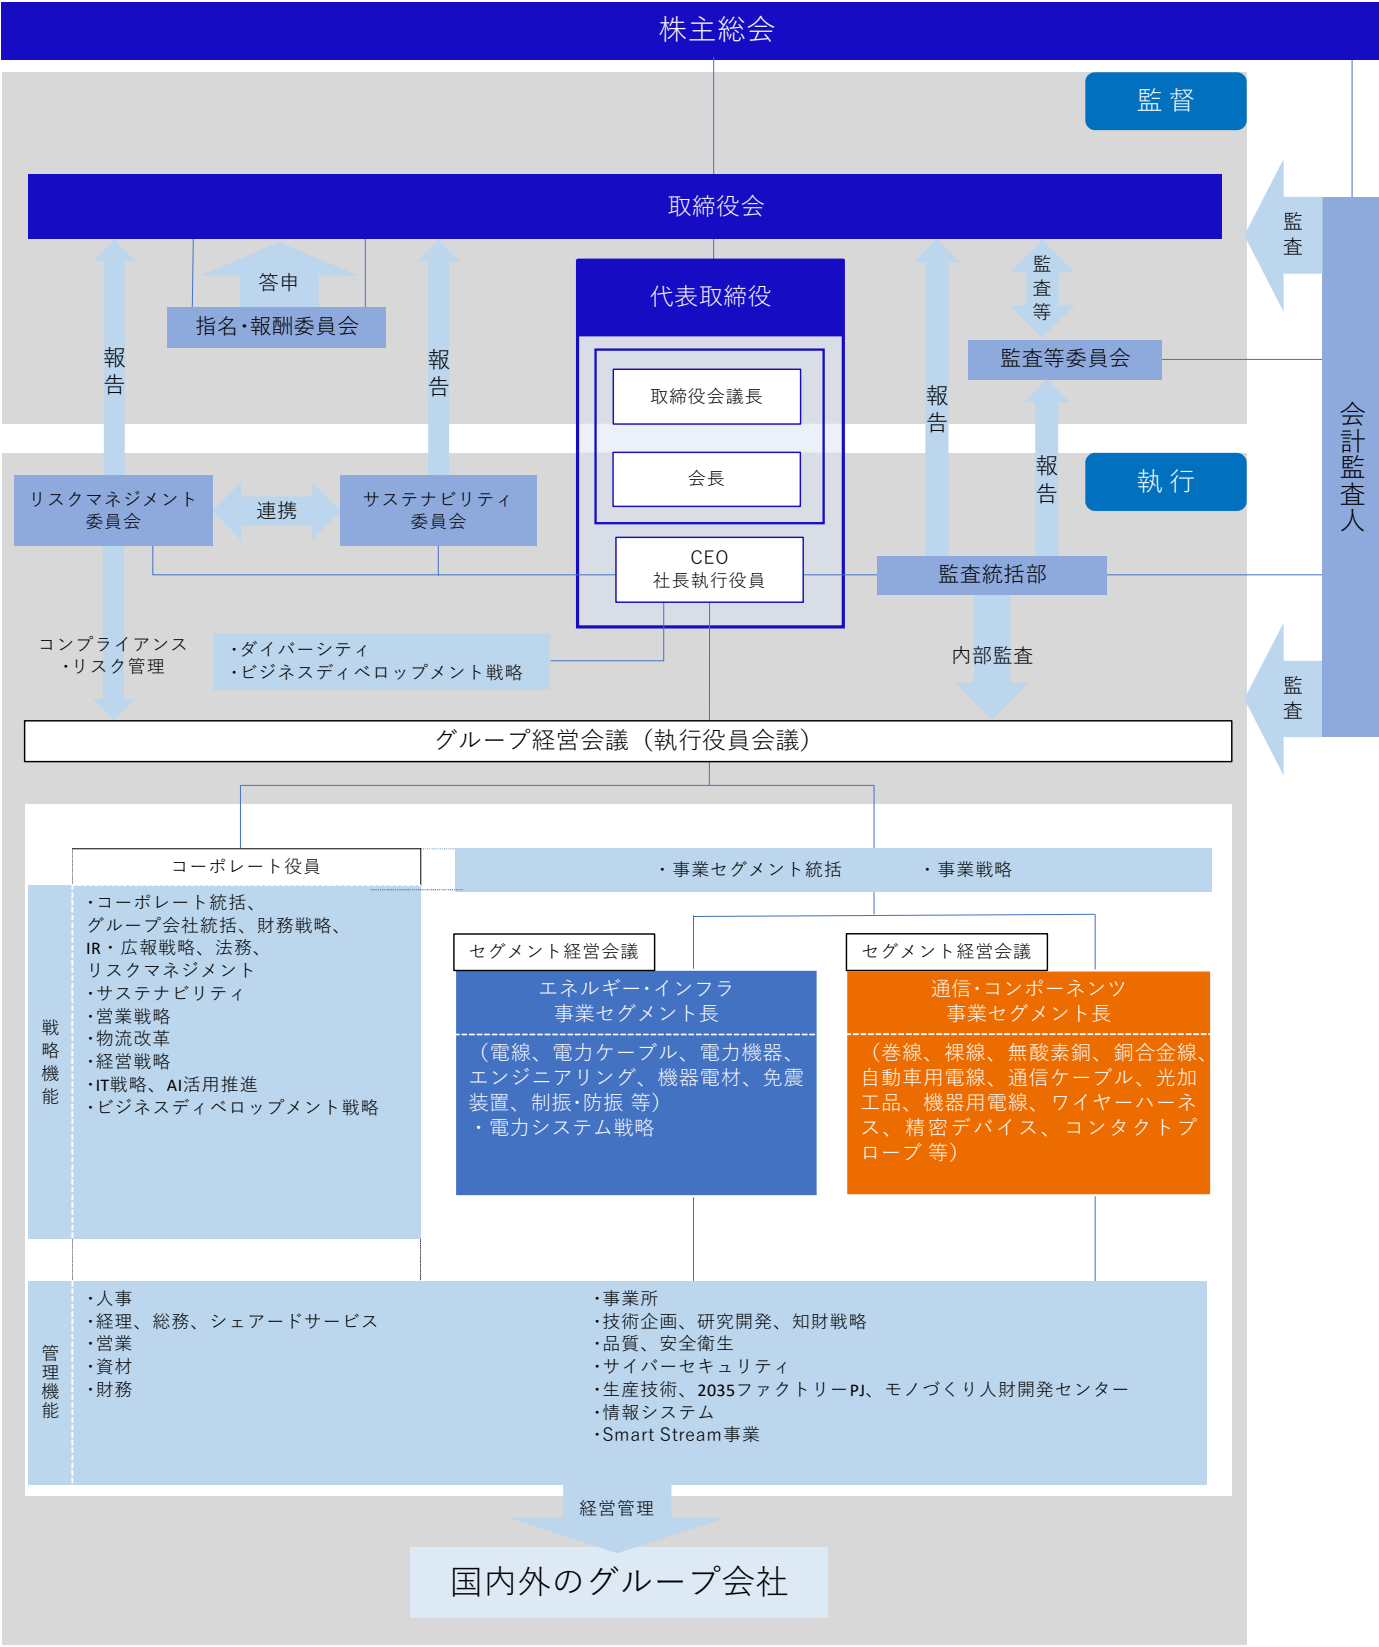 株主総会
監 督
取締役会
監査
答申
指名・報酬委員会
代表取締役
監査等
監査等委員会
報告
報告
報告
取締役会議長
会計監査人
会長
報告
執 行
リスクマネジメント
委員会
連携
サステナビリティ
委員会
CEO
社長執行役員
監査統括部
コンプライアンス
・リスク管理
・ダイバーシティ
・ビジネスディベロップメント戦略
内部監査
監査
グループ経営会議（執行役員会議）
コーポレート役員
・事業セグメント統括
・事業戦略
戦略機能
・コーポレート統括、
グループ会社統括、財務戦略、
IR・広報戦略、法務、
リスクマネジメント
・サステナビリティ
・営業戦略
・物流改革
・経営戦略
・IT戦略、AI活用推進
・ビジネスディベロップメント戦略
セグメント経営会議
エネルギー・インフラ
事業セグメント長
（電線、電力ケーブル、電力機器、
エンジニアリング、機器電材、免震
装置、制振・防振 等）
・電力システム戦略
セグメント経営会議
通信・コンポーネンツ
事業セグメント長
（巻線、裸線、無酸素銅、銅合金線、
自動車用電線、通信ケーブル、光加
工品、機器用電線、ワイヤーハーネ
ス、精密デバイス、コンタクトプ
ローブ 等）
管理機能
・人事
・経理、総務、シェアードサービス
・営業
・資材
・財務
・事業所
・技術企画、研究開発、知財戦略
・品質、安全衛生
・サイバーセキュリティ
・生産技術、2035ファクトリーPJ、モノづくり人財開発センター
・情報システム
・Smart Stream事業
経営管理
国内外のグループ会社